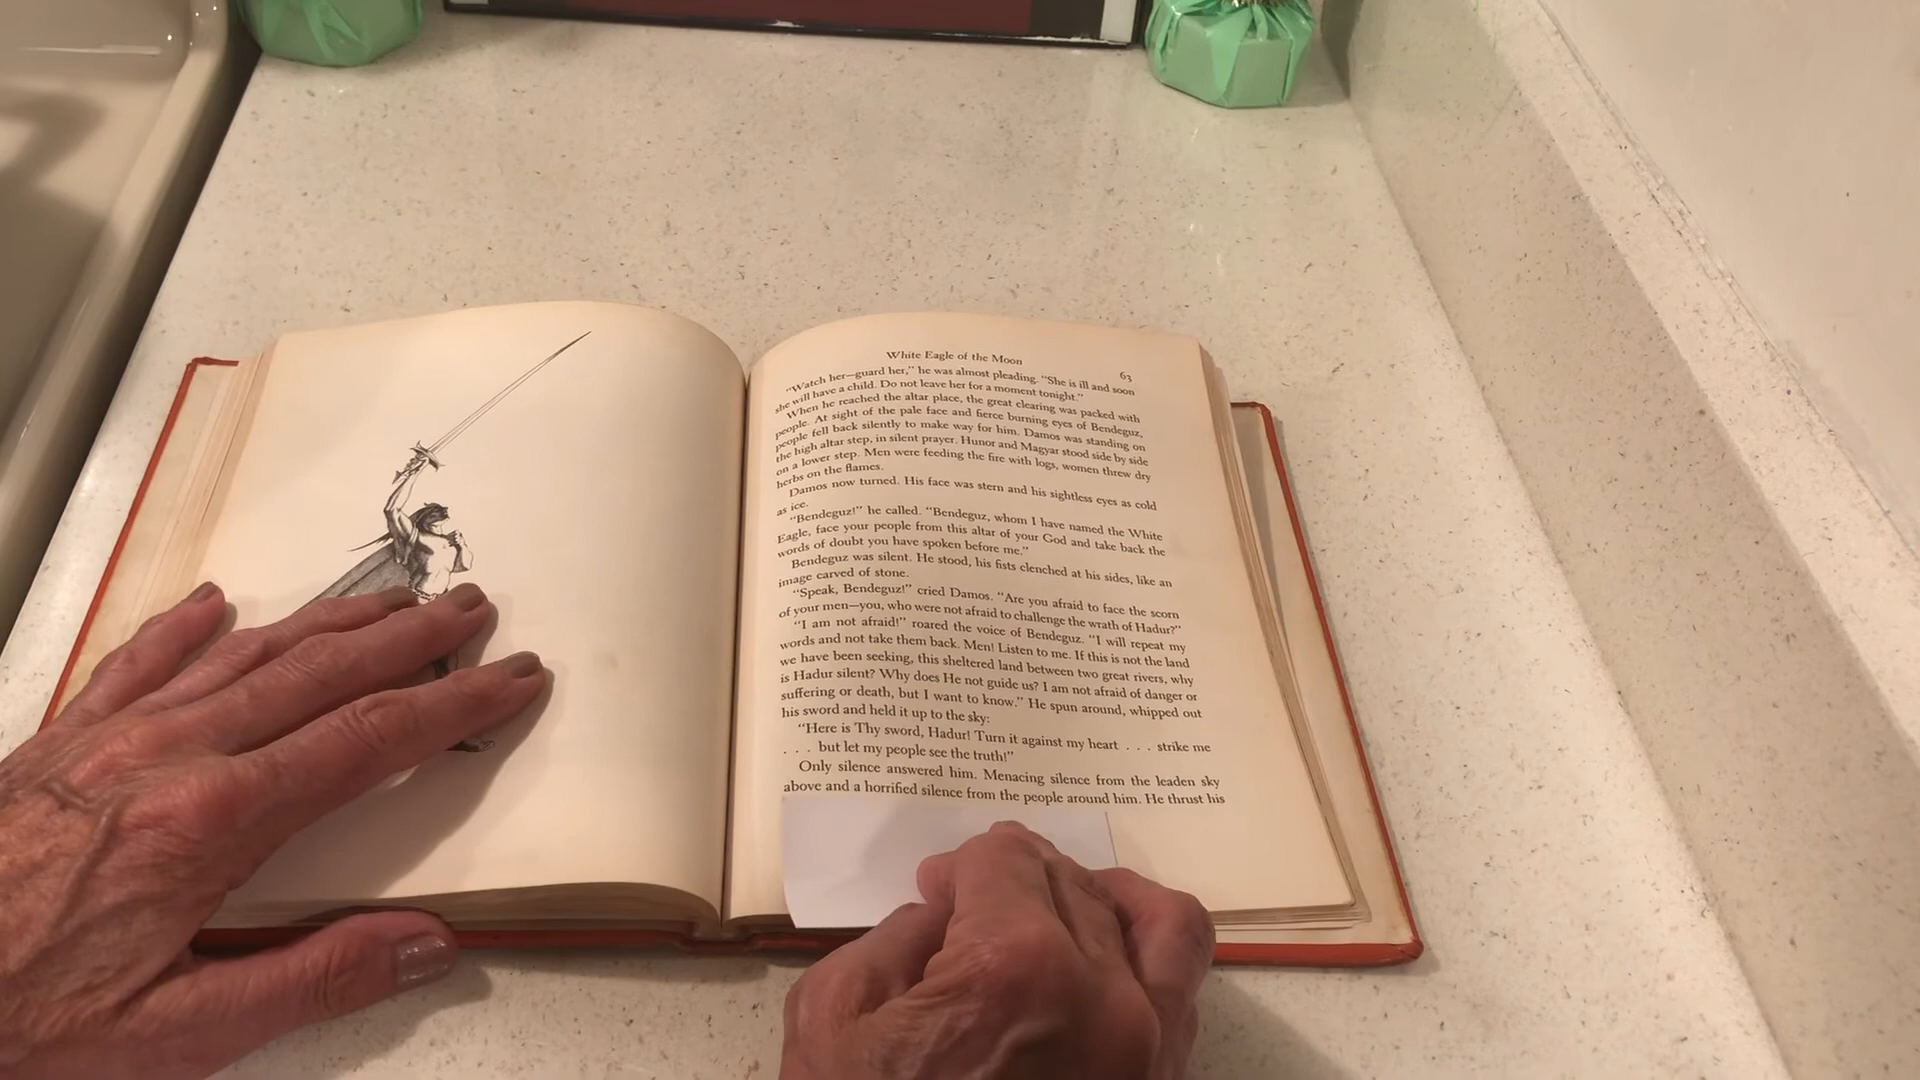 White Eagle of the Moon
63
“Watch her—guard her,” he was almost pleading. “She is ill and soon
she will have a child. Do not leave her for a moment tonight.”
When he reached the altar place, the great clearing was packed with
people. At sight of the pale face and fierce burning eyes of Bendeguz,
people fell back silently to make way for him. Damos was standing on
the high altar step, in silent prayer. Hunor and Magyar stood side by side
on a lower step. Men were feeding the fire with logs, women threw dry
herbs on the flames.
Damos now turned. His face was stern and his sightless eyes as cold
as ice.
“Bendeguz!” he called. “Bendeguz, whom I have named the White
Eagle, face your people from this altar of your God and take back the
words of doubt you have spoken before me.”
Bendeguz was silent. He stood, his fists clenched at his sides, like an
image carved of stone.
“Speak, Bendeguz!” cried Damos. “Are you afraid to face the scorn
of your men—you, who were not afraid to challenge the wrath of Hadur?”
“I am not afraid!” roared the voice of Bendeguz. “I will repeat my
words and not take them back. Men! Listen to me. If this is not the land
we have been seeking, this sheltered land between two great rivers, why
is Hadur silent? Why does He not guide us? I am not afraid of danger or
suffering or death, but I want to know.” He spun around, whipped out
his sword and held it up to the sky:
“Here is Thy sword, Hadur! Turn it against my heart . . . strike me
. . . but let my people see the truth!”
Only silence answered him. Menacing silence from the leaden sky
above and a horrified silence from the people around him. He thrust his